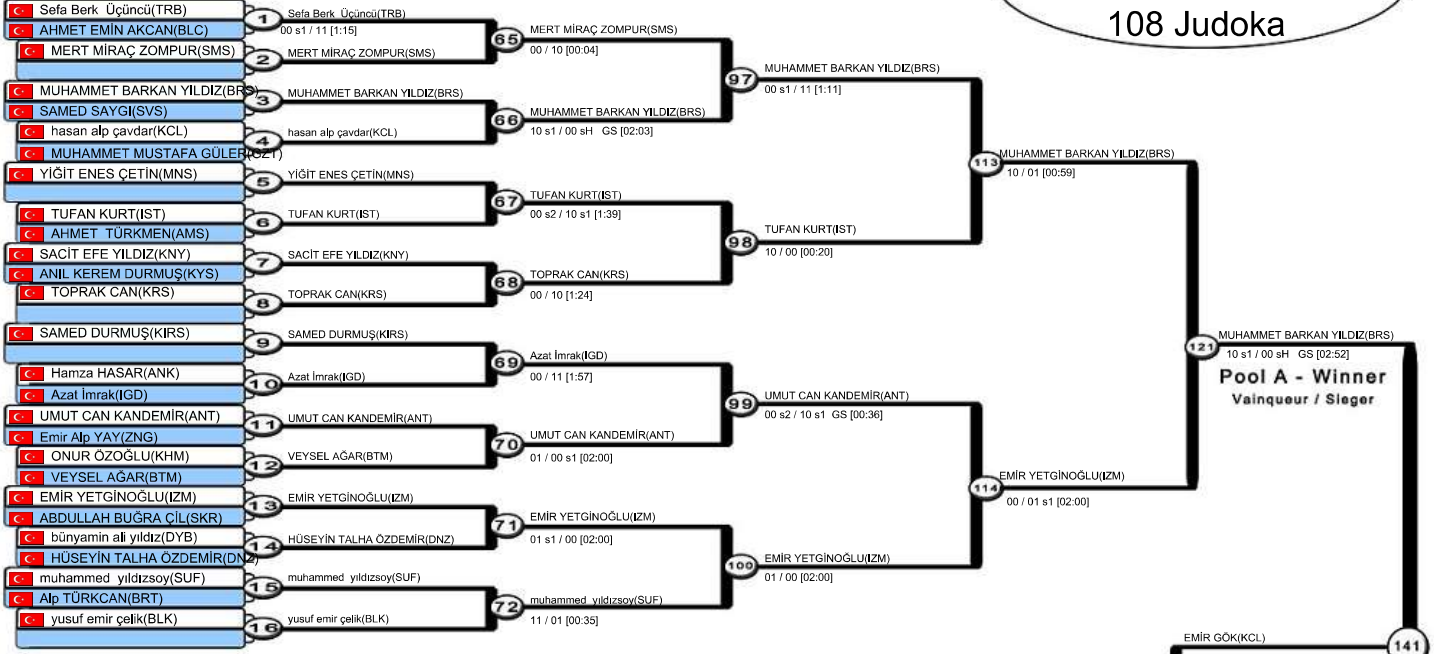 108 Judoka
Sefa Berk Üçüncü(TRB)
AHMET EMİN AKCAN(BLC)
MERT MİRAÇ ZOMPUR(SMS)
MUHAMMET BARKAN YILDIZ(BRS)
SAMED SAYGI(SVS)
hasan alp çavdar(KCL)
MUHAMMET MUSTAFA GÜLER(GZT)
YİĞİT ENES ÇETİN(MNS)
TUFAN KURT(IST)
AHMET TÜRKMEN(AMS)
SACİT EFE YILDIZ(KNY)
ANIL KEREM DURMUŞ(KYS)
TOPRAK CAN(KRS)
SAMED DURMUŞ(KIRS)
Hamza HASAR(ANK)
Azat İmrak(IGD)
UMUT CAN KANDEMİR(ANT)
Emir Alp YAY(ZNG)
ONUR ÖZOĞLU(KHM)
VEYSEL AĞAR(BTM)
EMİR YETGİNOĞLU(IZM)
ABDULLAH BUĞRA ÇİL(SKR)
bünyamin ali yıldız(DYB)
HÜSEYİN TALHA ÖZDEMİR(DNZ)
muhammed yıldızsoy(SUF)
Alp TÜRKCAN(BRT)
yusuf emir çelik(BLK)
1 Sefa Berk Üçüncü(TRB)
00 s1 / 11 [1:15]
2 MERT MİRAÇ ZOMPUR(SMS)
3 MUHAMMET BARKAN YILDIZ(BRS)
4 hasan alp çavdar(KCL)
5 YİĞİT ENES ÇETİN(MNS)
6 TUFAN KURT(IST)
7 SACİT EFE YILDIZ(KNY)
8 TOPRAK CAN(KRS)
9 SAMED DURMUŞ(KIRS)
10 Azat İmrak(IGD)
11 UMUT CAN KANDEMİR(ANT)
12 VEYSEL AĞAR(BTM)
13 EMİR YETGİNOĞLU(IZM)
14 HÜSEYİN TALHA ÖZDEMİR(DNZ)
15 muhammed yıldızsoy(SUF)
16 yusuf emir çelik(BLK)
65 MERT MİRAÇ ZOMPUR(SMS)
00 / 10 [00:04]
66 MUHAMMET BARKAN YILDIZ(BRS)
10 s1 / 00 sH GS [02:03]
67 TUFAN KURT(IST)
00 s2 / 10 s1 [1:39]
68 TOPRAK CAN(KRS)
00 / 10 [1:24]
69 Azat İmrak(IGD)
00 / 11 [1:57]
70 UMUT CAN KANDEMİR(ANT)
01 / 00 s1 [02:00]
71 EMİR YETGİNOĞLU(IZM)
01 s1 / 00 [02:00]
72 muhammed yıldızsoy(SUF)
11 / 01 [00:35]
97 MUHAMMET BARKAN YILDIZ(BRS)
00 s1 / 11 [1:11]
98 TUFAN KURT(IST)
10 / 00 [00:20]
99 UMUT CAN KANDEMİR(ANT)
00 s2 / 10 s1 GS [00:36]
100 EMİR YETGİNOĞLU(IZM)
01 / 00 [02:00]
113 MUHAMMET BARKAN YILDIZ(BRS)
10 / 01 [00:59]
114 EMİR YETGİNOĞLU(IZM)
00 / 01 s1 [02:00]
121 MUHAMMET BARKAN YILDIZ(BRS)
10 s1 / 00 sH GS [02:52]
Pool A - Winner
Vainqueur / Sieger
EMİR GÖK(KCL)
141